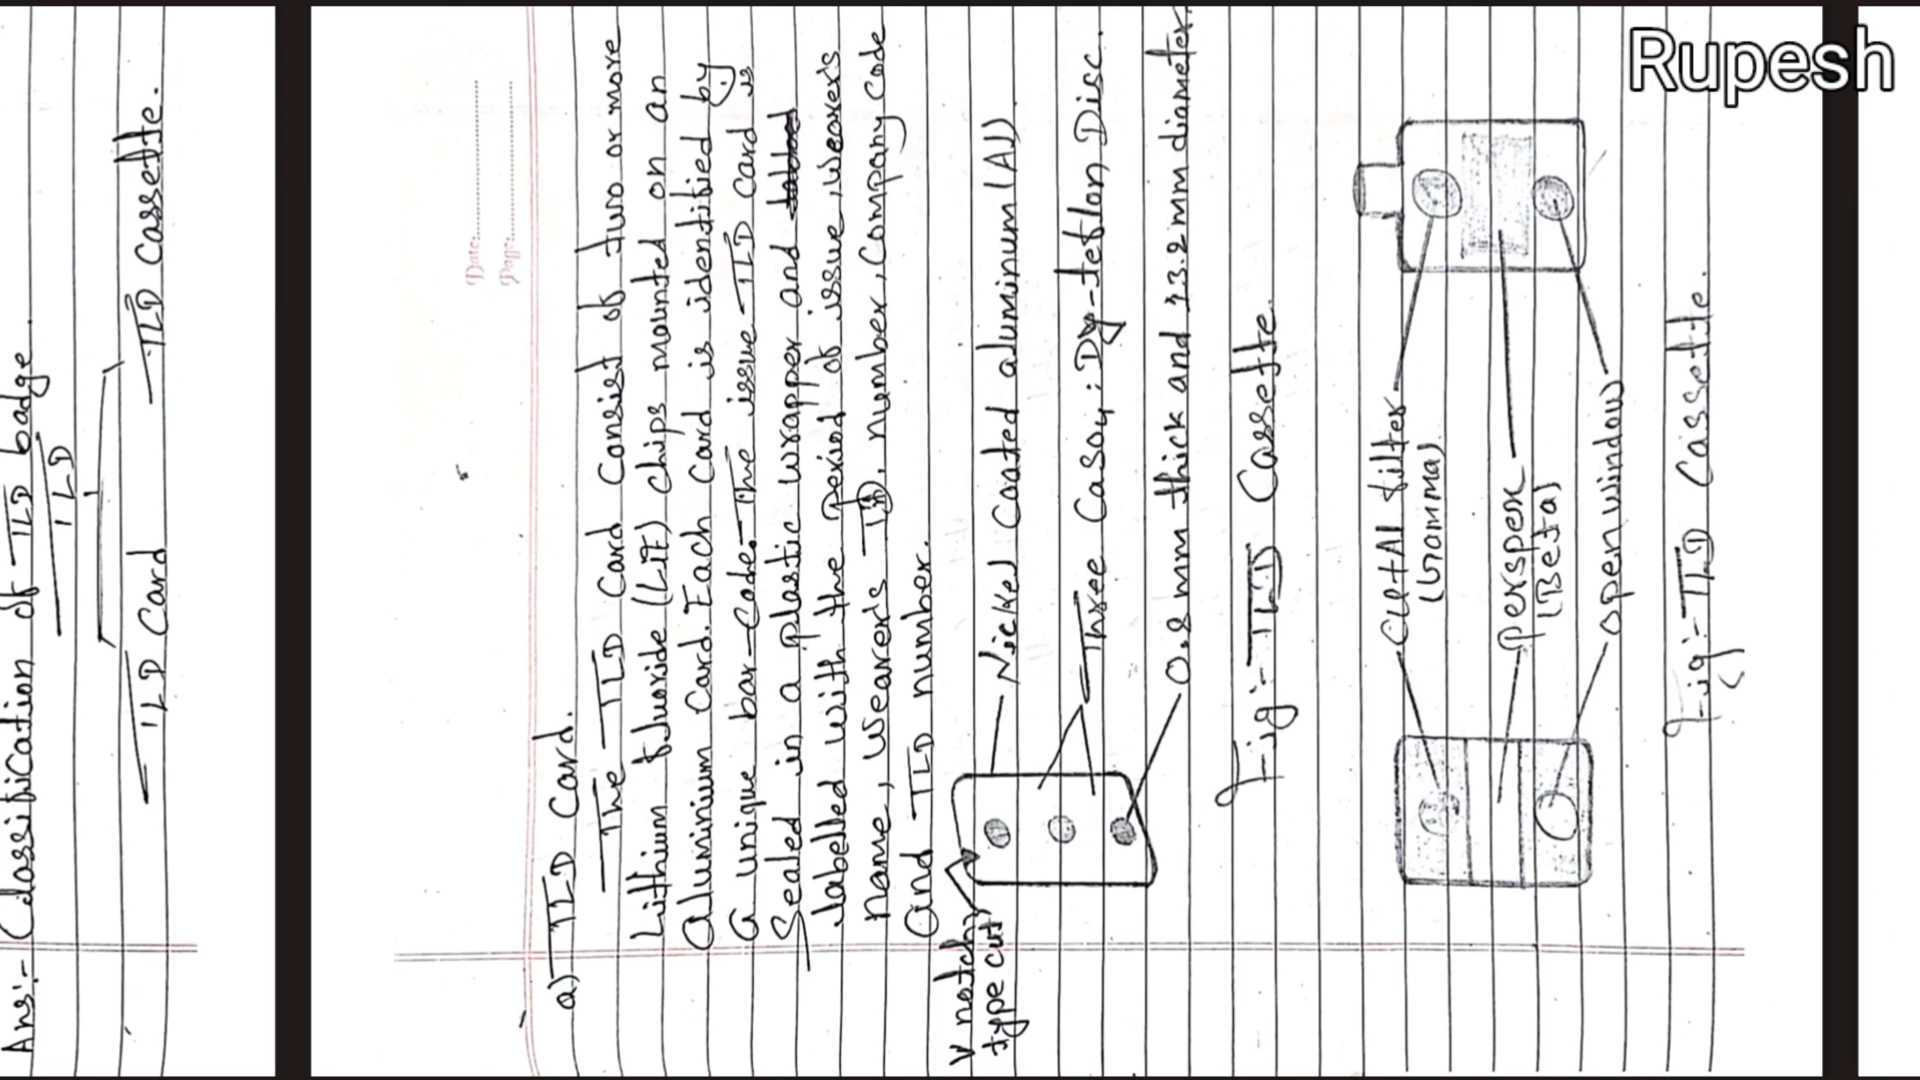 Ans:- Classification of TLD badge.
TLD
TLD Card
TLD Cassette.
Date:
Page:
a) TLD Card.
The TLD Card Consist of two or more
Lithium fluoride (LiF) chips mounted on an
Aluminium Card. Each Card is identified by
a unique bar-Code. The issue TLD Card is
Sealed in a plastic wrapper and
labelled with the Period of issue, wearer's
name, wearer's ID. number, Company code
and TLD number.
V notch
type cut
Nickel Coated aluminum (Al)
Three CaSO4: Dy-teflon Disc.
0.8 mm thick and 13.2 mm diameter.
Fig:- TLD Cassette.
Cu+Al filter
(Gamma)
perspex
(Beta)
open window
Fig:- TLD Cassette.
Rupesh